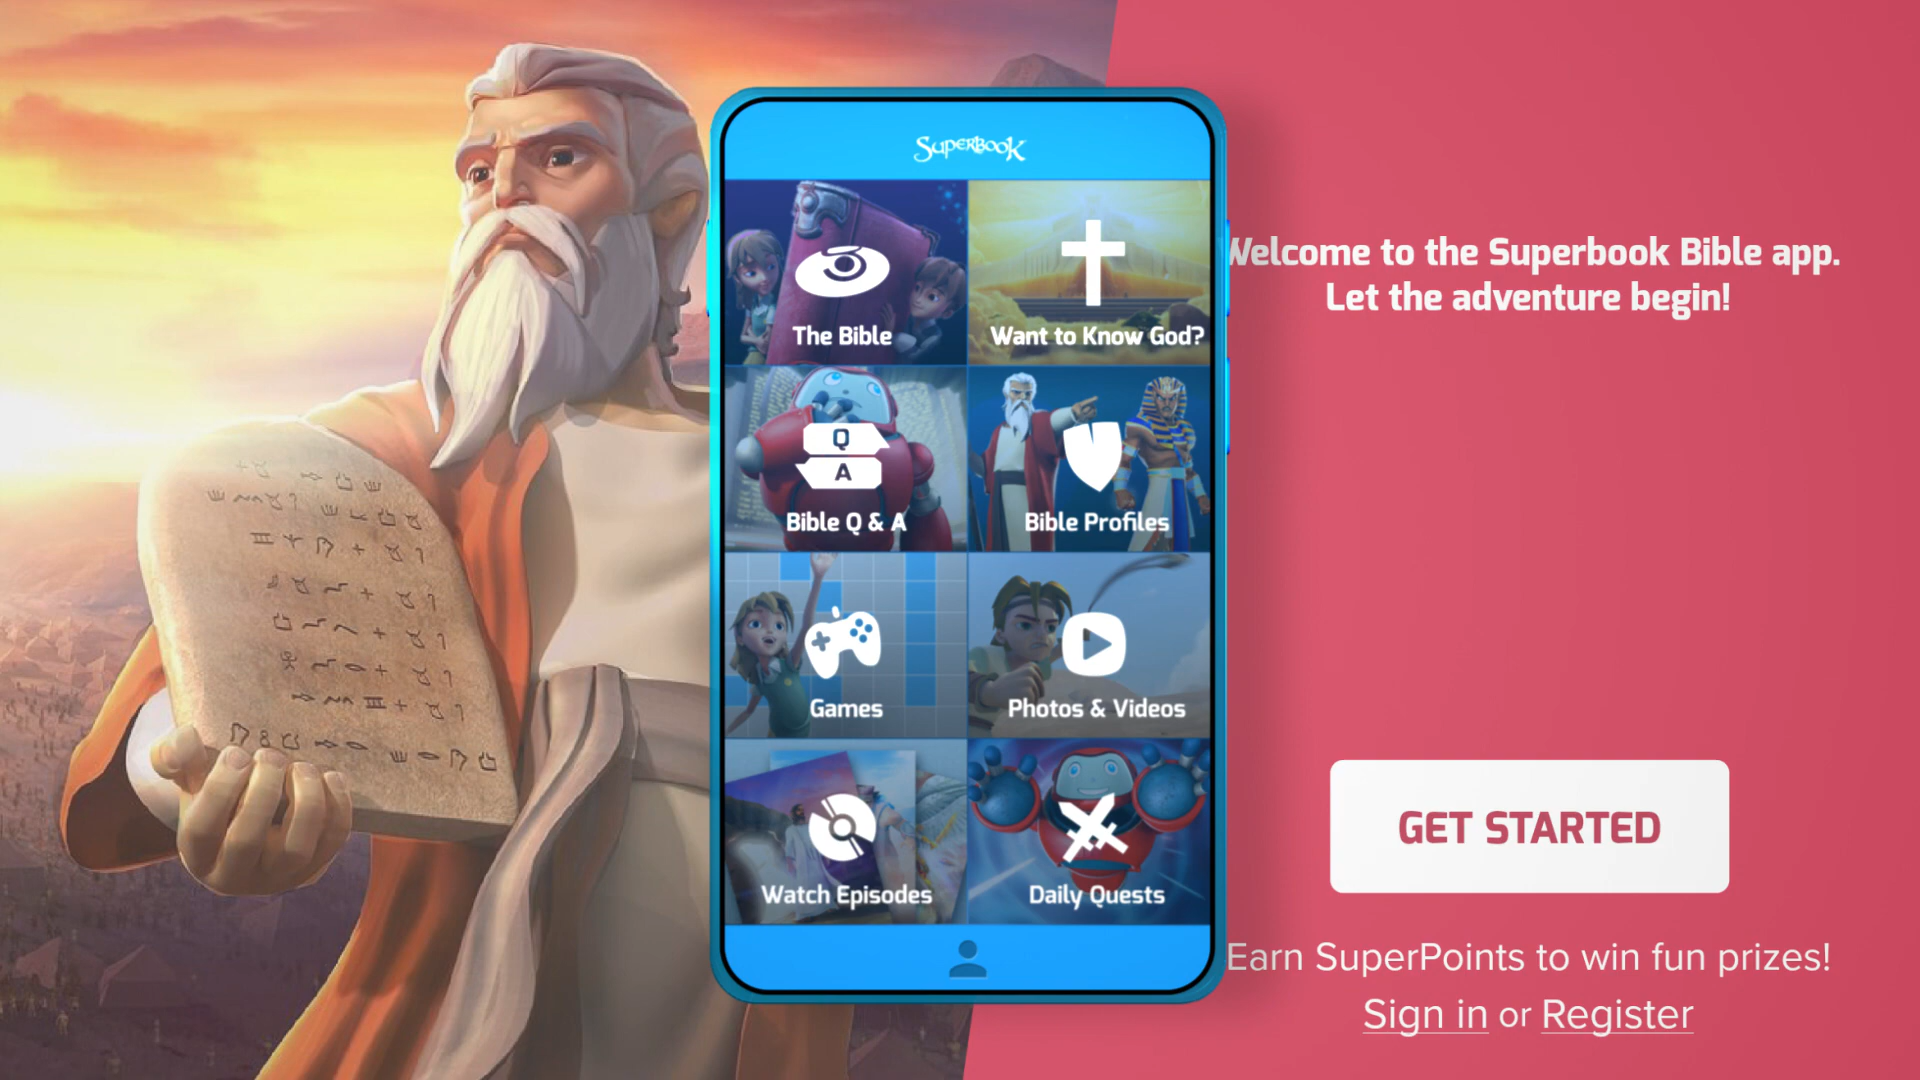 SUPERBOOK
The Bible
Want to Know God?
Q
A
Bible Q & A
Bible Profiles
Games
Photos & Videos
Watch Episodes
Daily Quests
Welcome to the Superbook Bible app.
Let the adventure begin!
GET STARTED
Earn SuperPoints to win fun prizes!
Sign in or Register